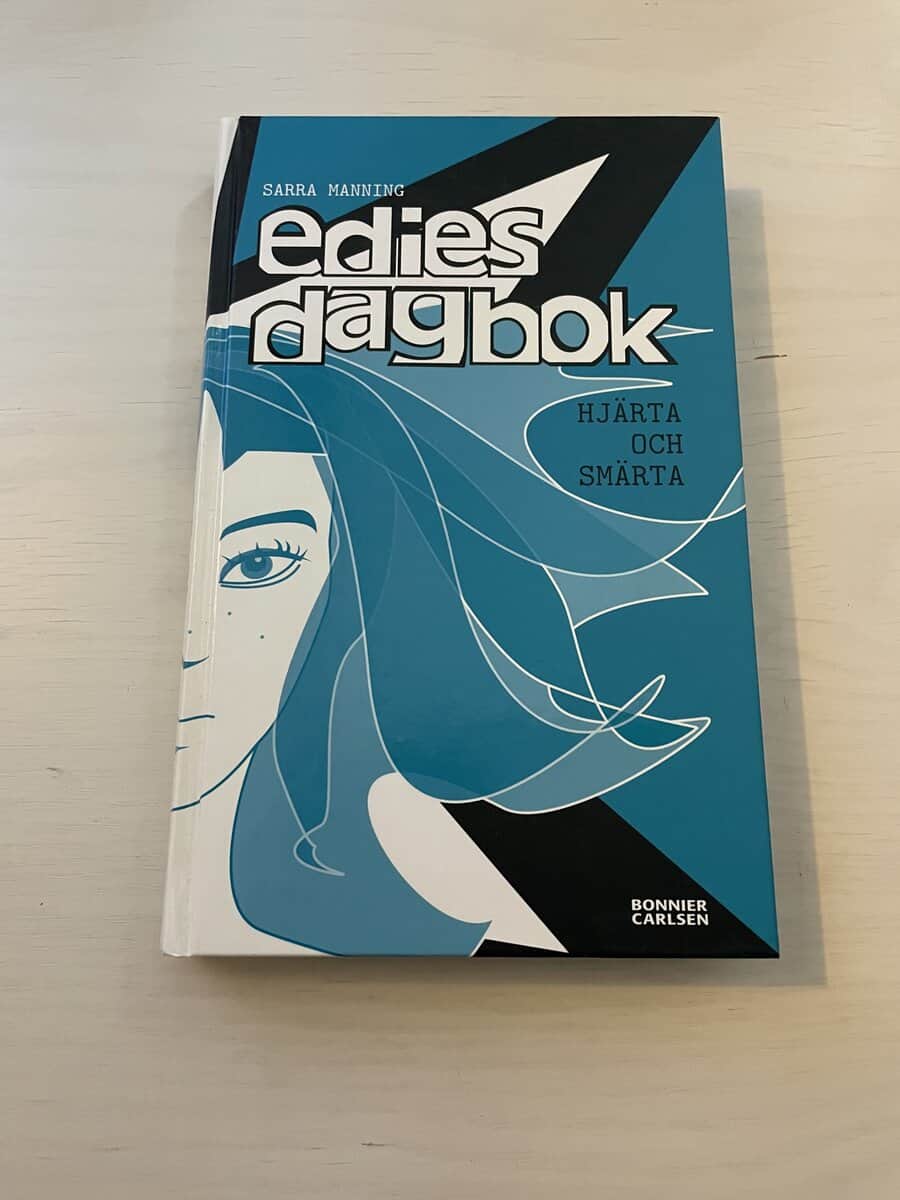 SARRA MANNING
edies
dagbok
HJÄRTA
OCH
SMÄRTA
BONNIER
CARLSEN